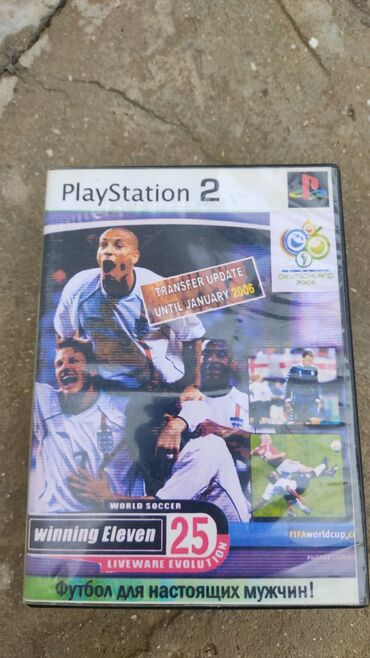 PlayStation 2
TRANSFER UPDATE
UNTIL JANUARY 2006
DEUTSCHLAND
2006
WORLD SOCCER
winning Eleven 25
LIVEWARE EVOLUTION
FIFAworldcup.c
Футбол для настоящих мужчин!